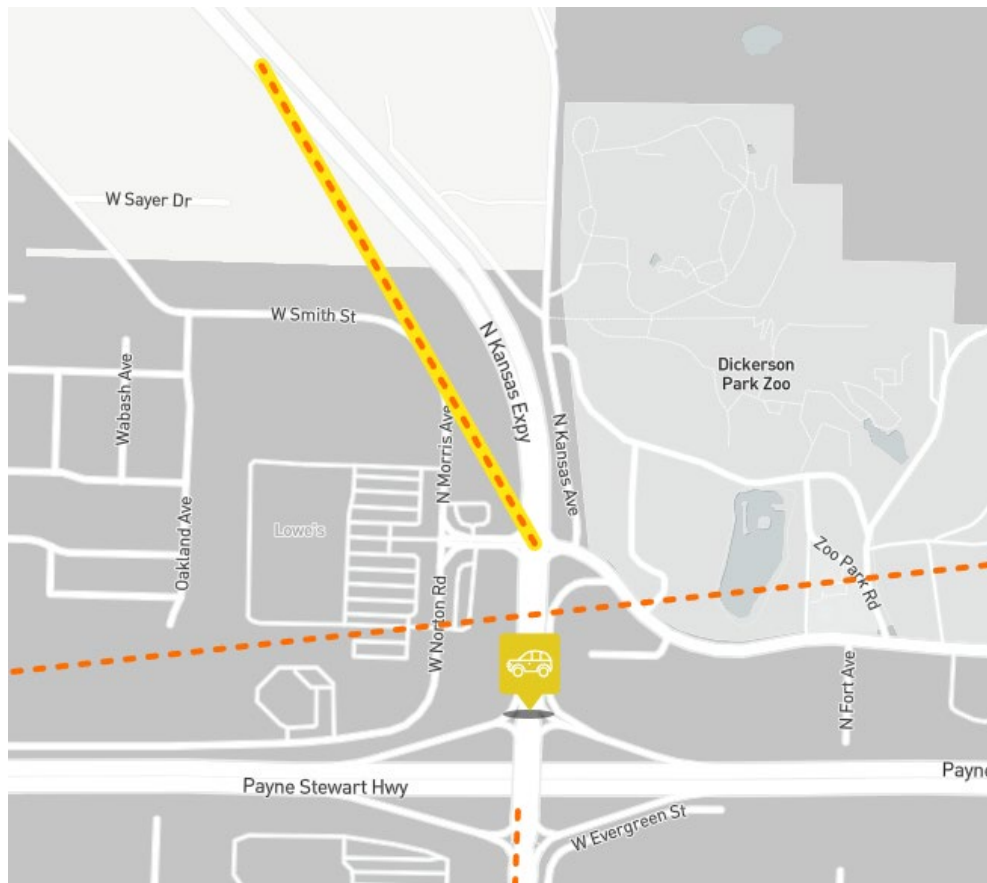 W Sayer Dr
W Smith St
N Kansas Expy
Dickerson
Park Zoo
Wabash Ave
N Morris Ave
N Kansas Ave
Lowe's
Oakland Ave
Zoo Park Rd
W Norton Rd
N Fort Ave
Payne Stewart Hwy
Payne
W Evergreen St